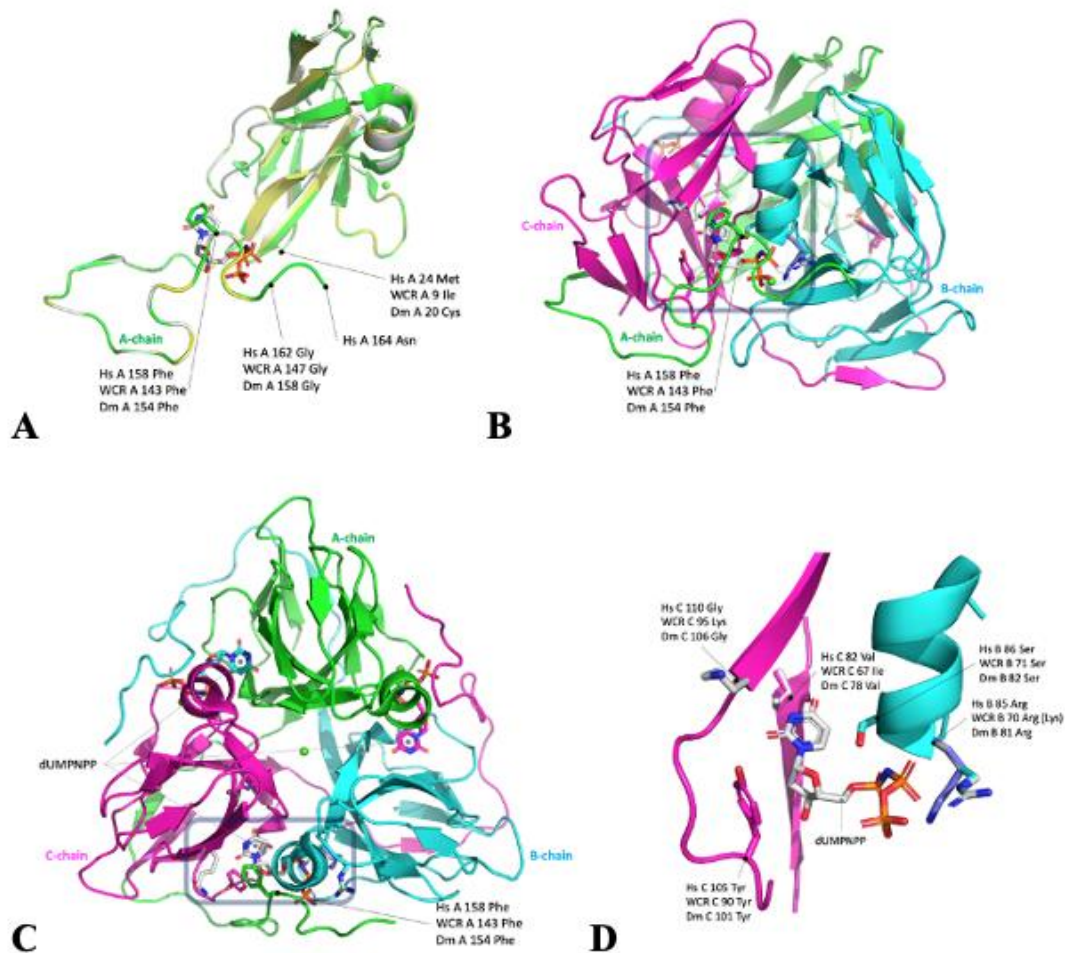 Hs A 24 Met
WCR A 9 Ile
Dm A 20 Cys
A-chain
Hs A 164 Asn
Hs A 162 Gly
WCR A 147 Gly
Dm A 158 Gly
Hs A 158 Phe
WCR A 143 Phe
Dm A 154 Phe
A
C-chain
B-chain
A-chain
Hs A 158 Phe
WCR A 143 Phe
Dm A 154 Phe
B
A-chain
dUMPNPP
C-chain
B-chain
Hs A 158 Phe
WCR A 143 Phe
Dm A 154 Phe
C
Hs C 110 Gly
WCR C 95 Lys
Dm C 106 Gly
Hs C 82 Val
WCR C 67 Ile
Dm C 78 Val
Hs B 86 Ser
WCR B 71 Ser
Dm B 82 Ser
Hs B 85 Arg
WCR B 70 Arg (Lys)
Dm B 81 Arg
dUMPNPP
Hs C 105 Tyr
WCR C 90 Tyr
Dm C 101 Tyr
D